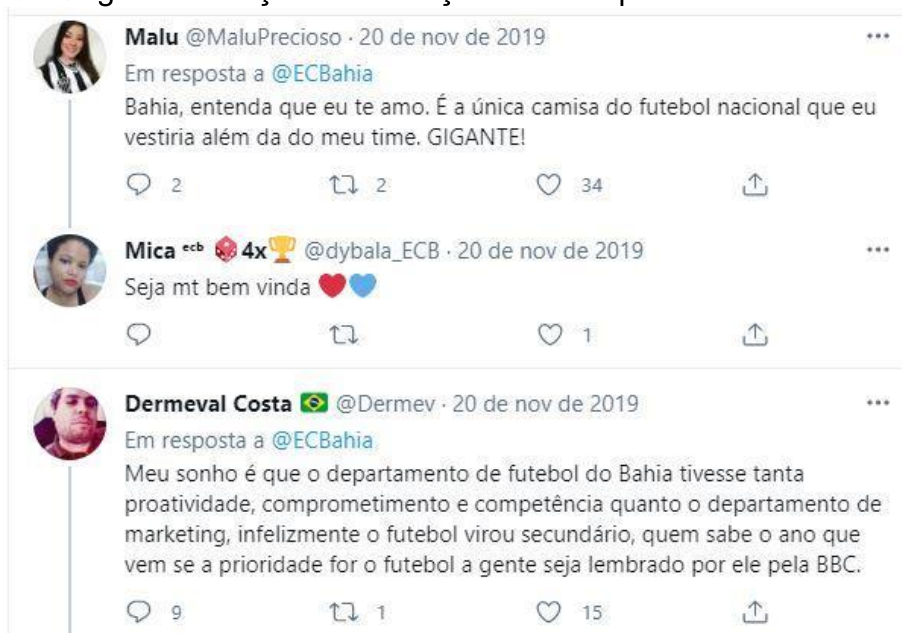 Malu @MaluPrecioso · 20 de nov de 2019
Em resposta a @ECBahia
Bahia, entenda que eu te amo. É a única camisa do futebol nacional que eu
vestiria além da do meu time. GIGANTE!
2 2 34
Mica ᵉᶜᵇ 🎲4x🏆 @dybala_ECB · 20 de nov de 2019
Seja mt bem vinda ❤️💙
1
Dermeval Costa 🇧🇷 @Dermev · 20 de nov de 2019
Em resposta a @ECBahia
Meu sonho é que o departamento de futebol do Bahia tivesse tanta
proatividade, comprometimento e competência quanto o departamento de
marketing, infelizmente o futebol virou secundário, quem sabe o ano que
vem se a prioridade for o futebol a gente seja lembrado por ele pela BBC.
9 1 15